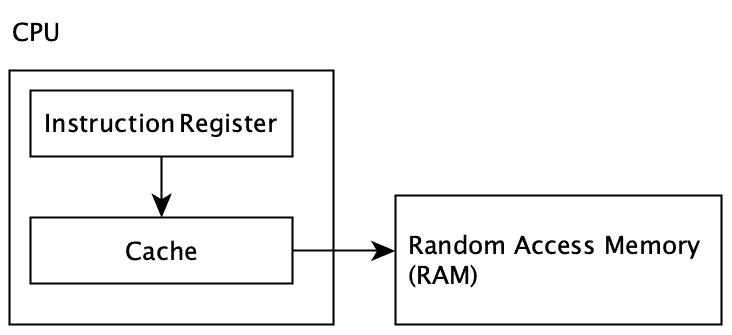 CPU
Instruction Register
Cache
Random Access Memory
(RAM)